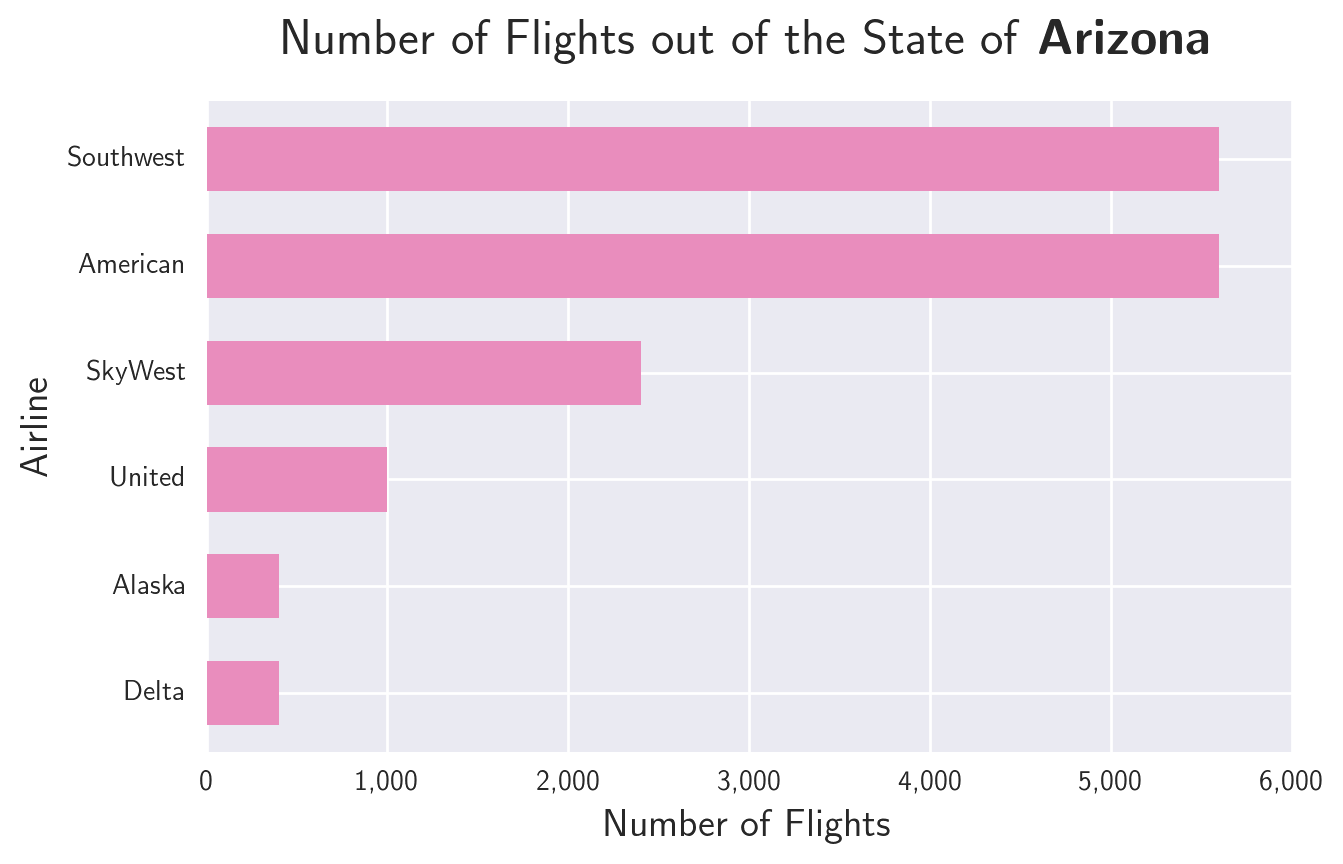 Number of Flights out of the State of Arizona
Southwest
American
SkyWest
United
Alaska
Delta
Airline
0 1,000 2,000 3,000 4,000 5,000 6,000
Number of Flights